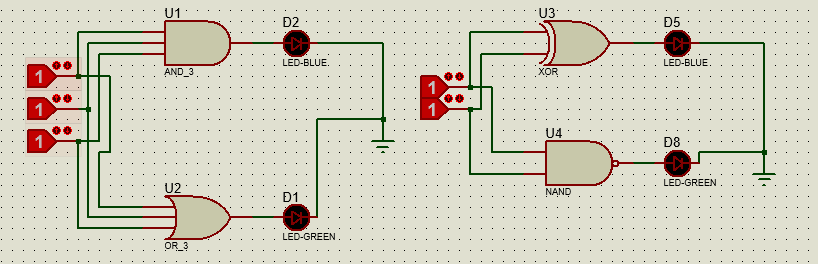 U1
D2
LED-BLUE
AND_3
1
1
1
U2
D1
LED-GREEN
OR_3
U3
D5
LED-BLUE
XOR
1
1
U4
D8
LED-GREEN
NAND